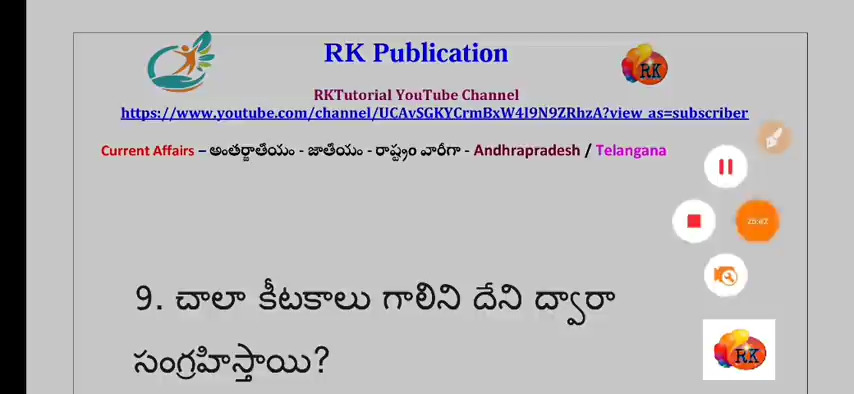 RK Publication
RK
RKTutorial YouTube Channel
https://www.youtube.com/channel/UCAvSGKYCrmBxW4l9N9ZRhzA?view_as=subscriber
Current Affairs – అంతర్జాతీయం - జాతీయం - రాష్ట్రం వారీగా - Andhrapradesh / Telangana
9. చాలా కీటకాలు గాలిని దేని ద్వారా
సంగ్రహిస్తాయి?
RK